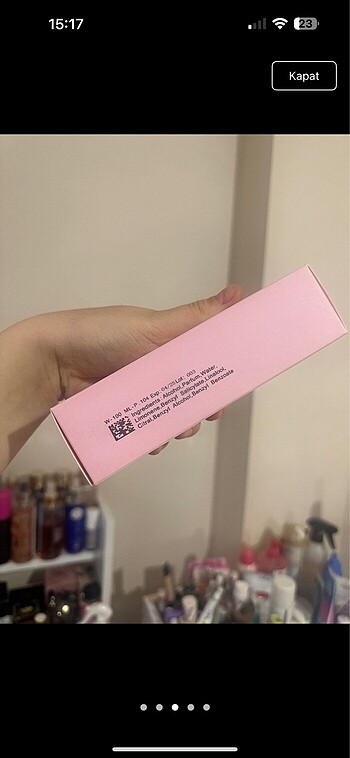 15:17
23
Kapat
W-100 ML-P 104 Exp: 04/28 Lot: 003
Ingredients: Alcohol,Parfum,Water,
Limonene,Benzyl Salicylate,Linalool,
Citral,Benzyl Alcohol,Benzyl Benzoate